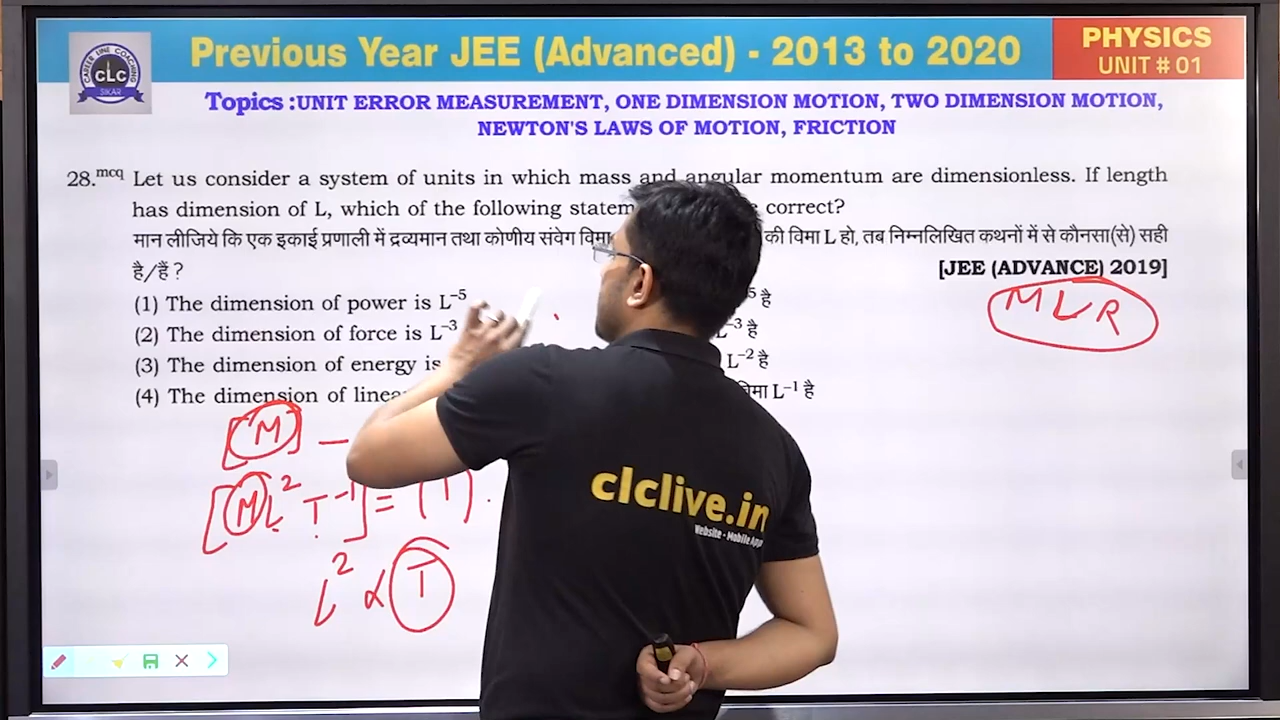 CAREER LINE COACHING
CLC
SIKAR
Previous Year JEE (Advanced) - 2013 to 2020
PHYSICS
UNIT # 01
Topics :UNIT ERROR MEASUREMENT, ONE DIMENSION MOTION, TWO DIMENSION MOTION,
NEWTON'S LAWS OF MOTION, FRICTION
28.mcq Let us consider a system of units in which mass and angular momentum are dimensionless. If length
has dimension of L, which of the following correct?
मान लीजिये कि एक इकाई प्रणाली में द्रव्यमान तथा कोणीय संवेग की विमा L हो, तब निम्नलिखित कथनों में से कौनसा(से) सही
है/हैं ?
[JEE (ADVANCE) 2019]
(1) The dimension of power is L⁻⁵ ⁵ है
(2) The dimension of force is L⁻³ ⁻³ है
(3) The dimension of energy is L⁻² है
(4) The dimension of L⁻¹ है
MLR
[M] –
[ML² T⁻¹] = [1]
L² ∝ T
clclive.in
Website - Mobile App